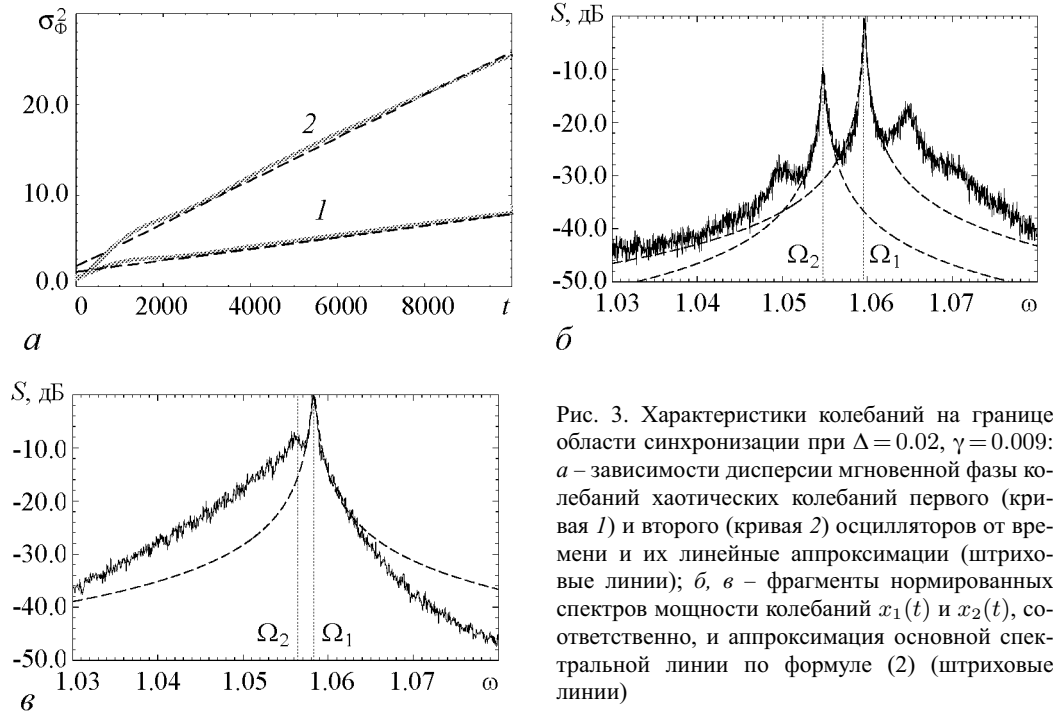 σ²_Φ
20.0
10.0
0.0
2
1
0 2000 4000 6000 8000 t
а
S, дБ
-10.0
-20.0
-30.0
-40.0
-50.0
Ω₂ Ω₁
1.03 1.04 1.05 1.06 1.07 ω
б
S, дБ
-10.0
-20.0
-30.0
-40.0
-50.0
Ω₂ Ω₁
1.03 1.04 1.05 1.06 1.07 ω
в
Рис. 3. Характеристики колебаний на границе
области синхронизации при Δ = 0.02, γ = 0.009:
а – зависимости дисперсии мгновенной фазы ко-
лебаний хаотических колебаний первого (кри-
вая 1) и второго (кривая 2) осцилляторов от вре-
мени и их линейные аппроксимации (штрихо-
вые линии); б, в – фрагменты нормированных
спектров мощности колебаний x₁(t) и x₂(t), со-
ответственно, и аппроксимация основной спек-
тральной линии по формуле (2) (штриховые
линии)